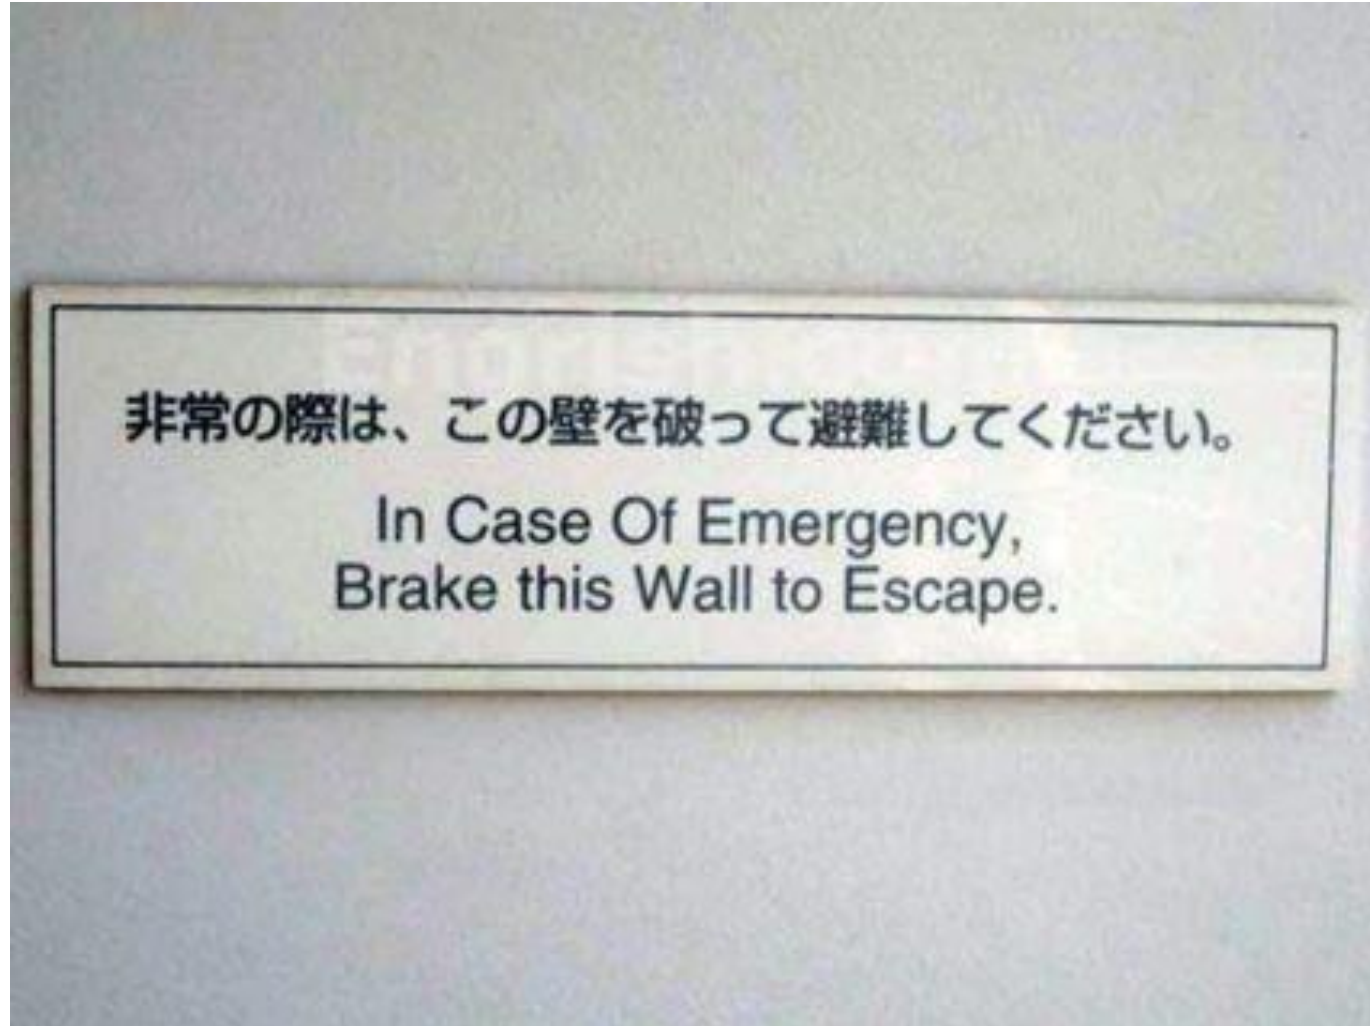 非常の際は、この壁を破って避難してください。
In Case Of Emergency,
Brake this Wall to Escape.